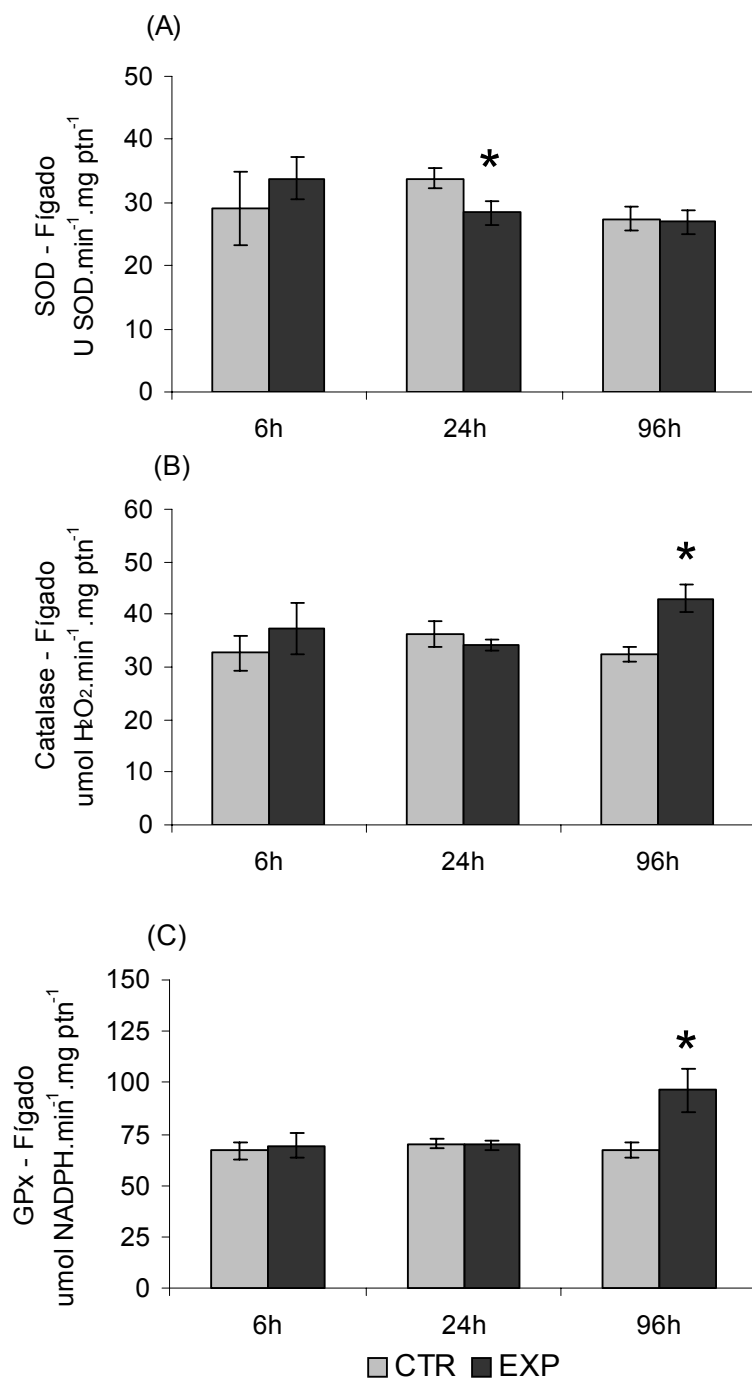 (A)
SOD - Fígado
U SOD.min⁻¹.mg ptn⁻¹
50
40
30
20
10
0
*
6h 24h 96h
(B)
Catalase - Fígado
umol H₂O₂.min⁻¹.mg ptn⁻¹
60
50
40
30
20
10
0
*
6h 24h 96h
(C)
GPx - Fígado
umol NADPH.min⁻¹.mg ptn⁻¹
150
125
100
75
50
25
0
*
6h 24h 96h
CTR EXP